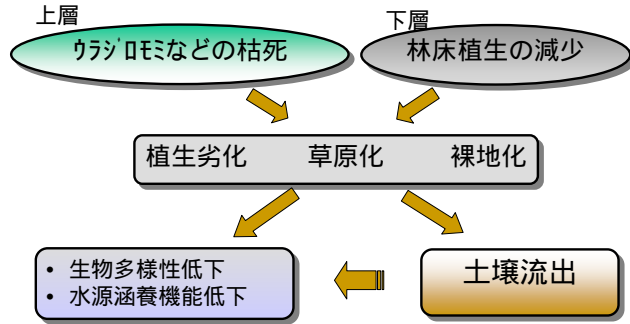 上層
下層
ｳﾗｼﾞﾛﾓﾐなどの枯死
林床植生の減少
植生劣化 草原化 裸地化
• 生物多様性低下
• 水源涵養機能低下
土壌流出